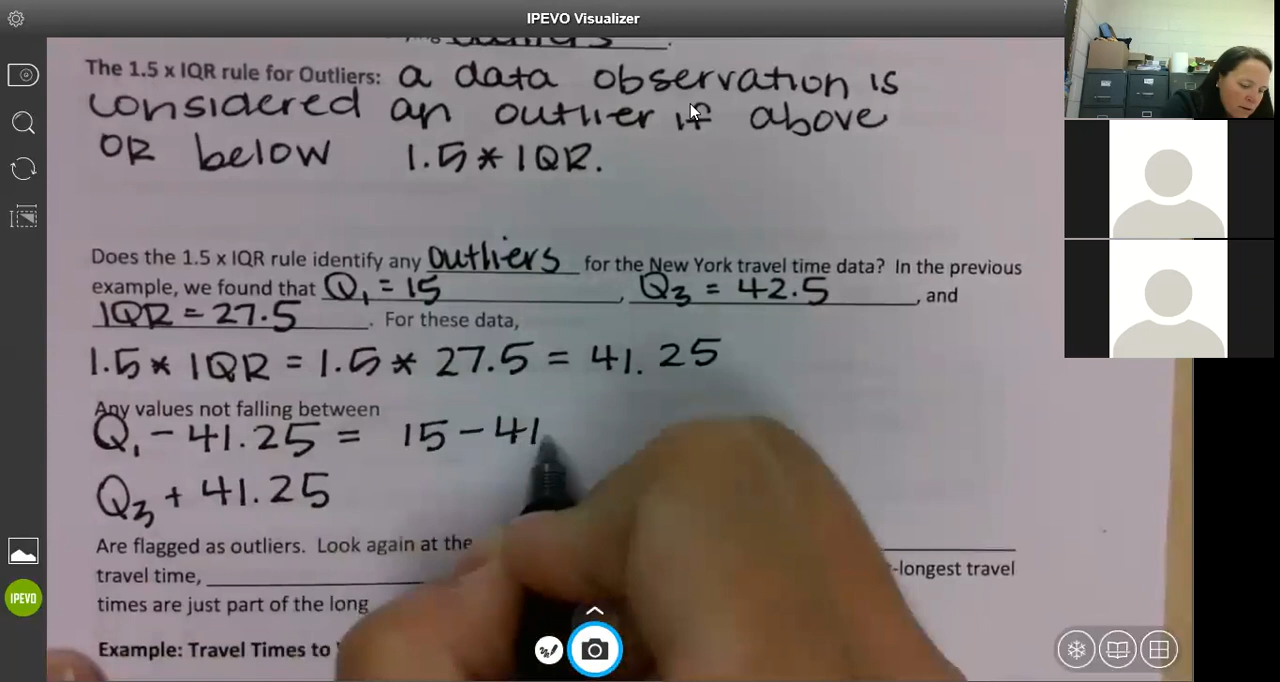 IPEVO Visualizer
The 1.5 x IQR rule for Outliers: a data observation is
considered an outlier if above
OR below 1.5 * IQR.
Does the 1.5 x IQR rule identify any outliers for the New York travel time data? In the previous
example, we found that Q₁ = 15, Q₃ = 42.5, and
IQR = 27.5. For these data,
1.5 * IQR = 1.5 * 27.5 = 41.25
Any values not falling between
Q₁ - 41.25 = 15 - 41
Q₃ + 41.25
Are flagged as outliers. Look again at the
travel time, -longest travel
times are just part of the long
Example: Travel Times to
IPEVO